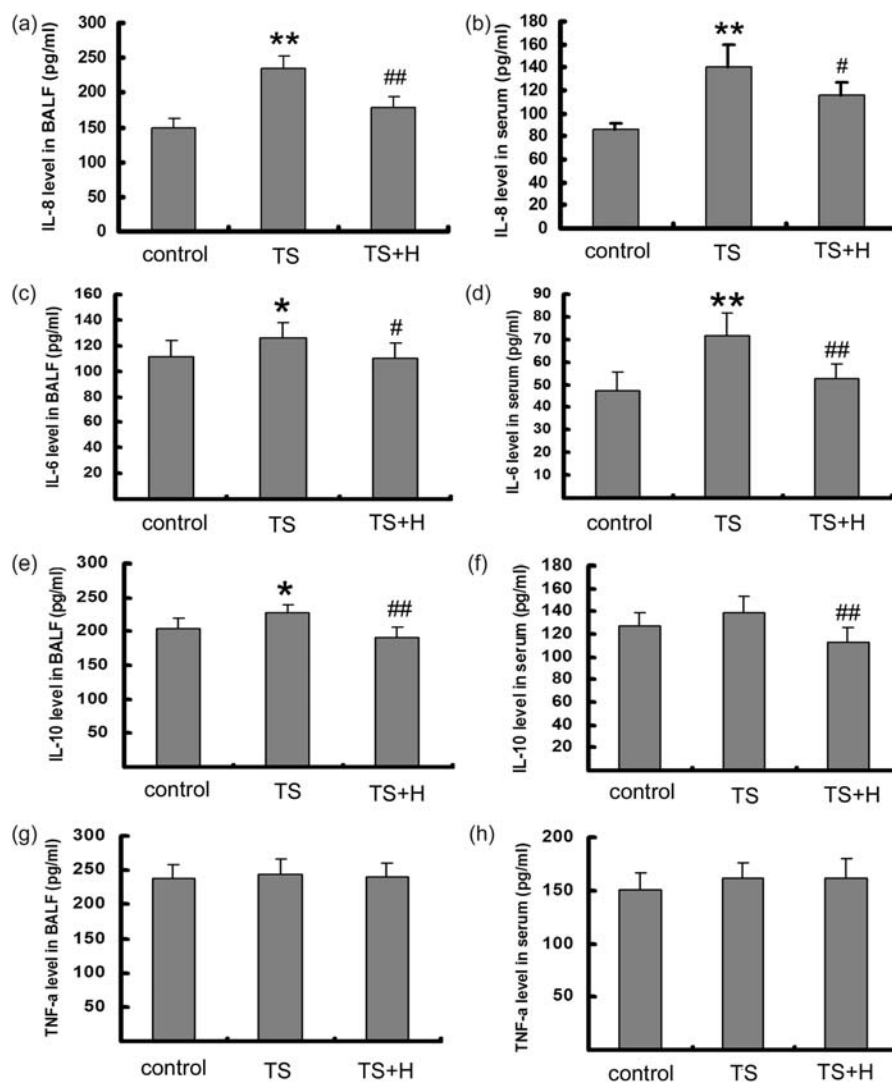 (a)
IL-8 level in BALF (pg/ml)
300
250
200
150
100
50
0
**
##
control TS TS+H
(b)
IL-8 level in serum (pg/ml)
180
160
140
120
100
80
60
40
20
0
**
#
control TS TS+H
(c)
IL-6 level in BALF (pg/ml)
160
140
120
100
80
60
40
20
*
#
control TS TS+H
(d)
IL-6 level in serum (pg/ml)
90
80
70
60
50
40
30
20
10
**
##
control TS TS+H
(e)
IL-10 level in BALF (pg/ml)
300
250
200
150
100
50
*
##
control TS TS+H
(f)
IL-10 level in serum (pg/ml)
180
160
140
120
100
80
60
40
20
##
control TS TS+H
(g)
TNF-a level in BALF (pg/ml)
300
250
200
150
100
50
control TS TS+H
(h)
TNF-a level in serum (pg/ml)
200
150
100
50
control TS TS+H